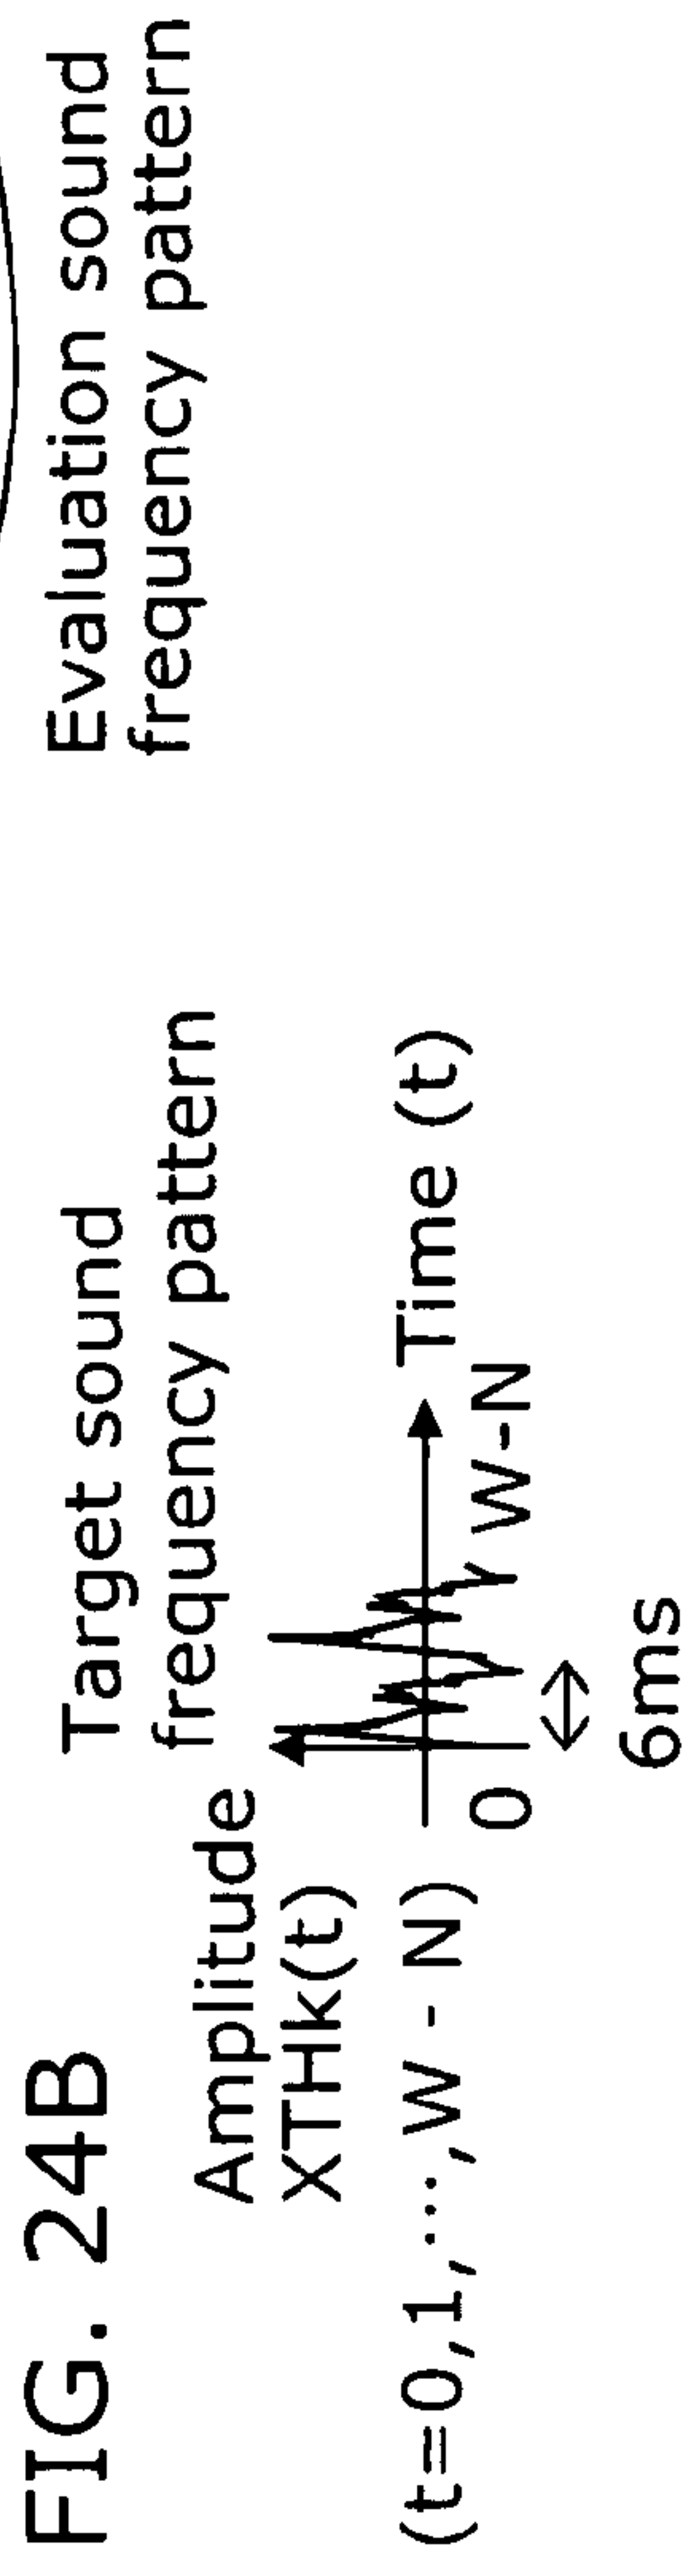 FIG. 24B
Target sound
frequency pattern
Evaluation sound
frequency pattern
Amplitude
XTHk(t)
(t=0,1,⋯,W - N)
Time (t)
0
W-N
6ms